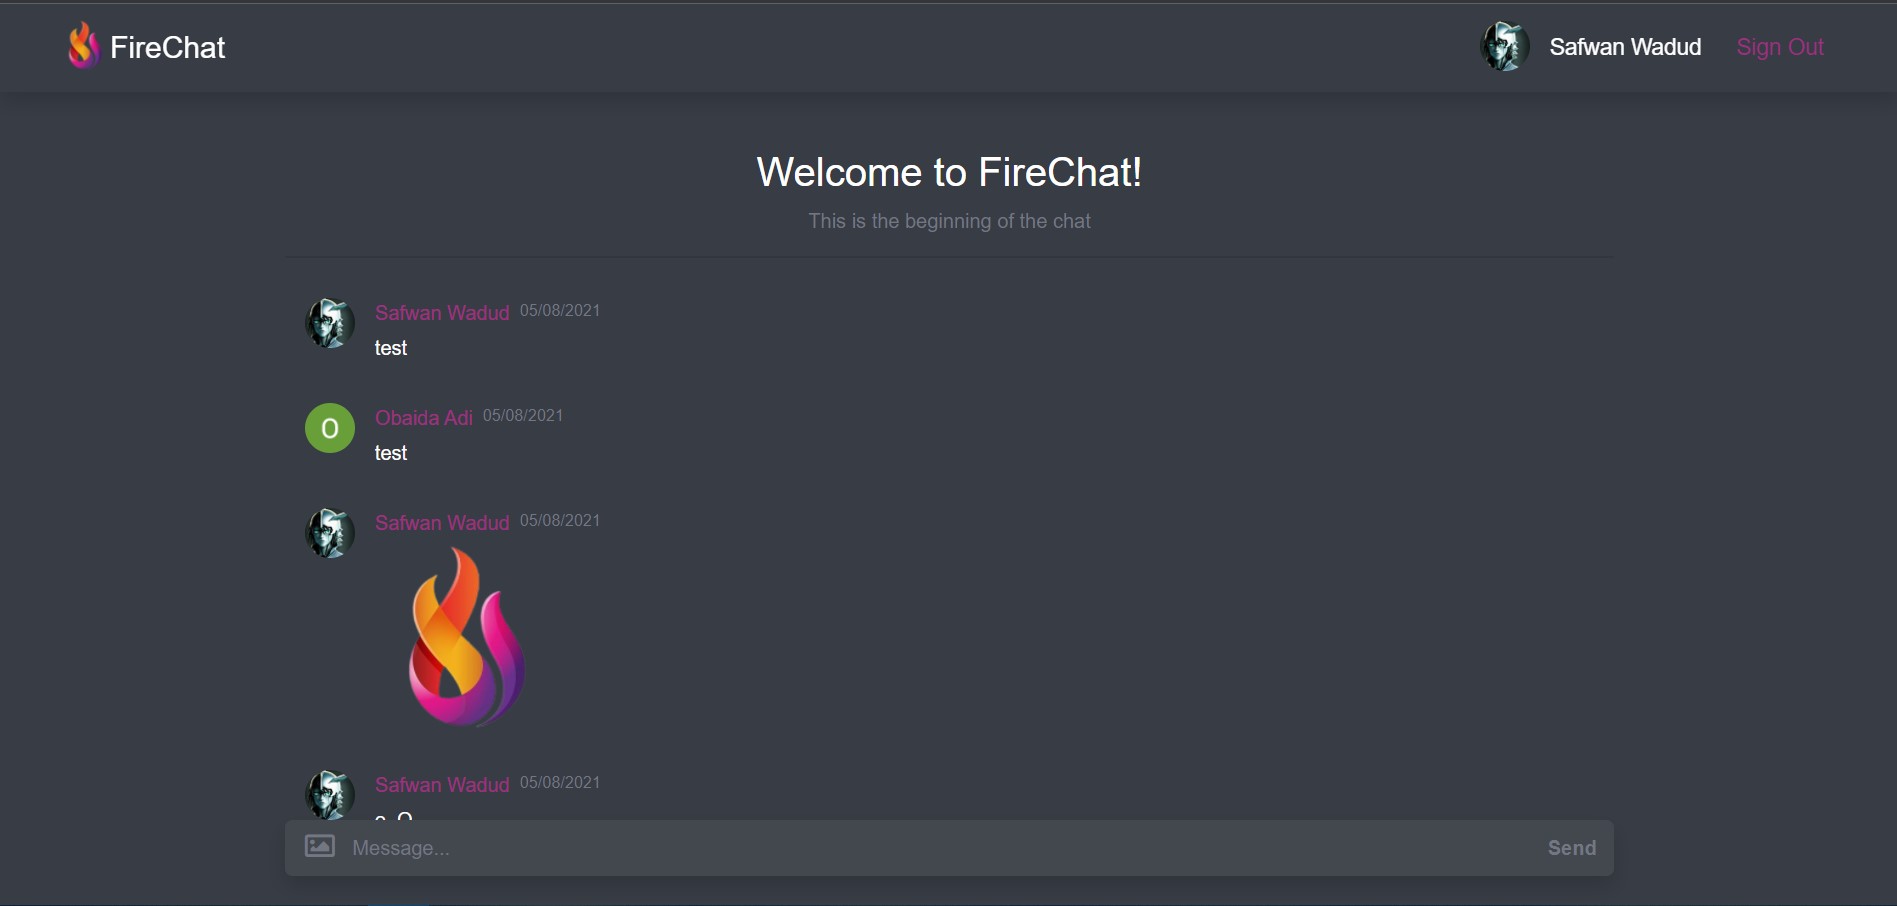 FireChat
Safwan Wadud
Sign Out
Welcome to FireChat!
This is the beginning of the chat
Safwan Wadud 05/08/2021
test
O
Obaida Adi 05/08/2021
test
Safwan Wadud 05/08/2021
Safwan Wadud 05/08/2021
Message...
Send